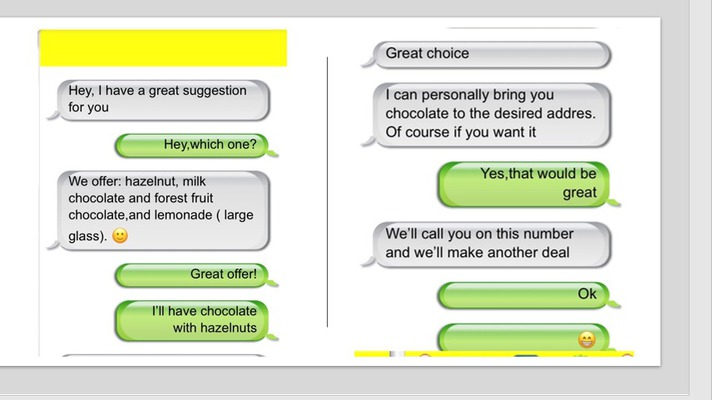 Hey, I have a great suggestion
for you
Hey,which one?
We offer: hazelnut, milk
chocolate and forest fruit
chocolate,and lemonade ( large
glass). 🙂
Great offer!
I'll have chocolate
with hazelnuts
Great choice
I can personally bring you
chocolate to the desired addres.
Of course if you want it
Yes,that would be
great
We'll call you on this number
and we'll make another deal
Ok
😁